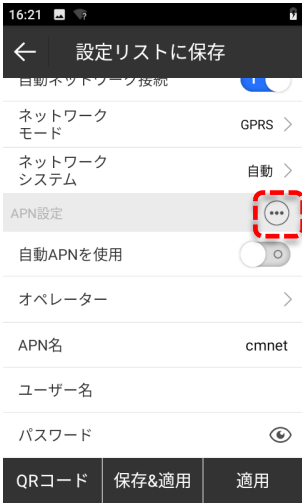 16:21
設定リストに保存
自動ネットワーク接続
ネットワーク
モード
GPRS
ネットワーク
システム
自動
APN設定
自動APNを使用
オペレーター
APN名
cmnet
ユーザー名
パスワード
QRコード
保存&適用
適用